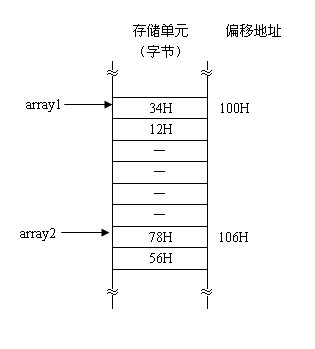 存储单元 偏移地址
（字节）
array1 34H 100H
12H
—
—
—
—
array2 78H 106H
56H